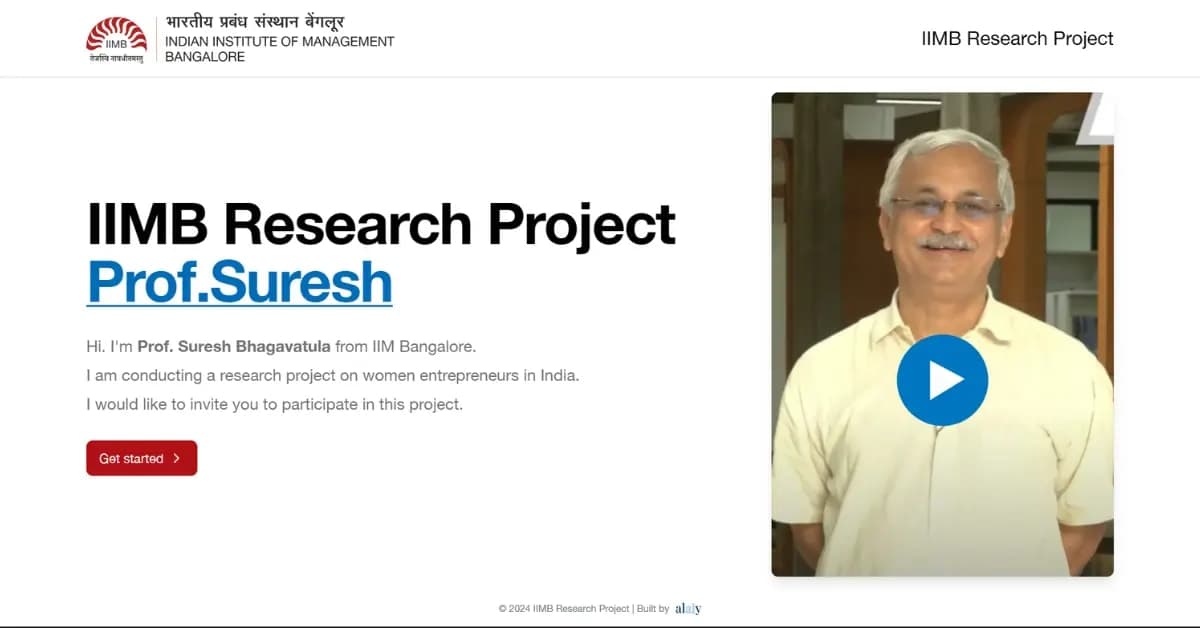 IIMB
तेजस्वि नावधीतमस्तु
भारतीय प्रबंध संस्थान बेंगलूर
INDIAN INSTITUTE OF MANAGEMENT
BANGALORE
IIMB Research Project
IIMB Research Project
Prof.Suresh
Hi. I'm Prof. Suresh Bhagavatula from IIM Bangalore.
I am conducting a research project on women entrepreneurs in India.
I would like to invite you to participate in this project.
Get started
© 2024 IIMB Research Project | Built by alaiy